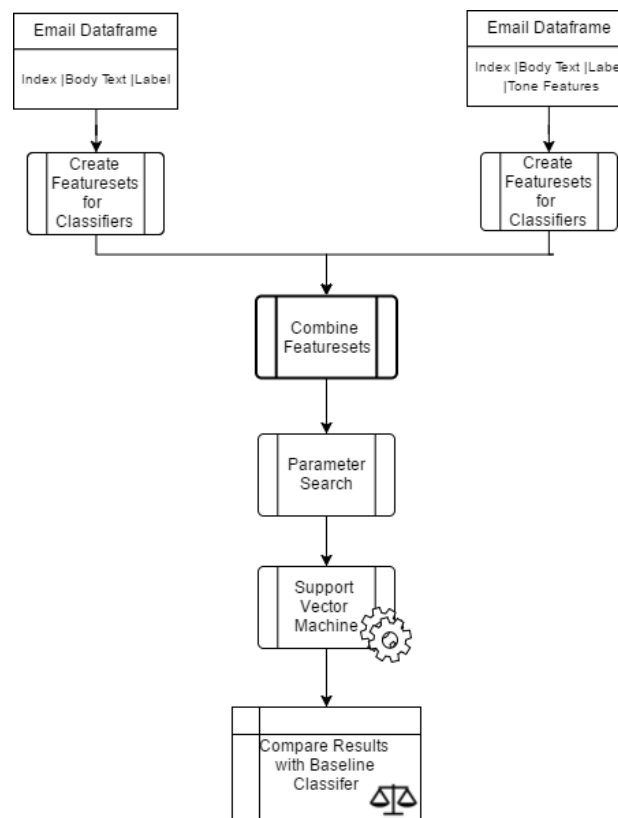 Email Dataframe
Index |Body Text |Label
Email Dataframe
Index |Body Text |Labe
|Tone Features
Create
Featuresets
for
Classifiers
Create
Featuresets
for
Classifiers
Combine
Featuresets
Parameter
Search
Support
Vector
Machine
Compare Results
with Baseline
Classifer